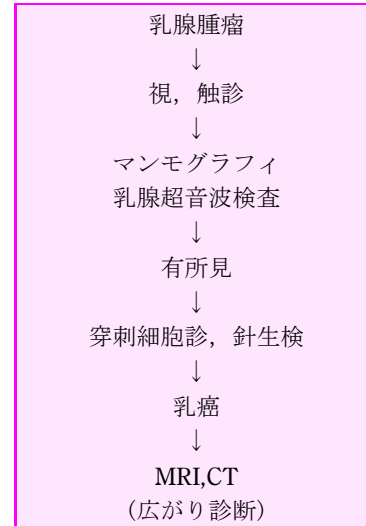 乳腺腫瘤
↓
視，触診
↓
マンモグラフィ
乳腺超音波検査
↓
有所見
↓
穿刺細胞診，針生検
↓
乳癌
↓
MRI,CT
（広がり診断）